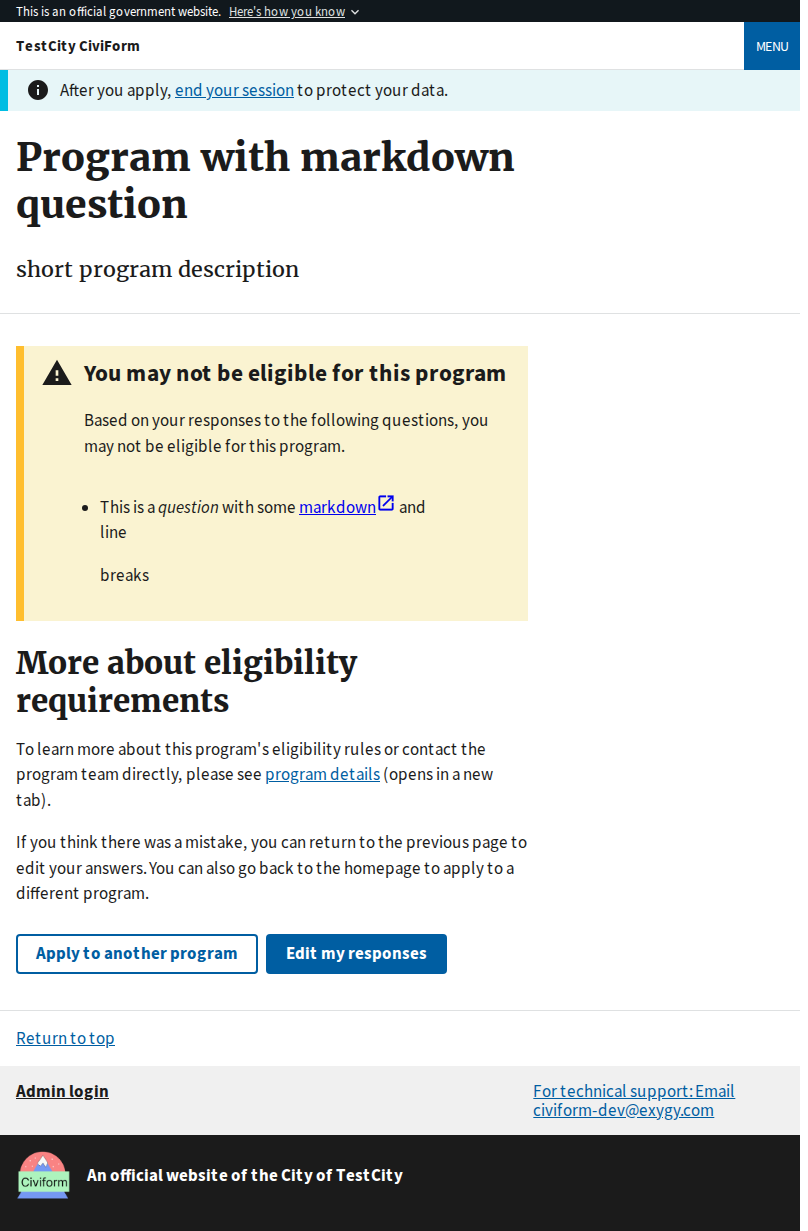 This is an official government website. Here's how you know
TestCity CiviForm
MENU
After you apply, end your session to protect your data.
Program with markdown
question
short program description
You may not be eligible for this program
Based on your responses to the following questions, you
may not be eligible for this program.
This is a question with some markdown and
line
breaks
More about eligibility
requirements
To learn more about this program's eligibility rules or contact the
program team directly, please see program details (opens in a new
tab).
If you think there was a mistake, you can return to the previous page to
edit your answers. You can also go back to the homepage to apply to a
different program.
Apply to another program
Edit my responses
Return to top
Admin login
For technical support: Email
civiform-dev@exygy.com
Civiform
An official website of the City of TestCity